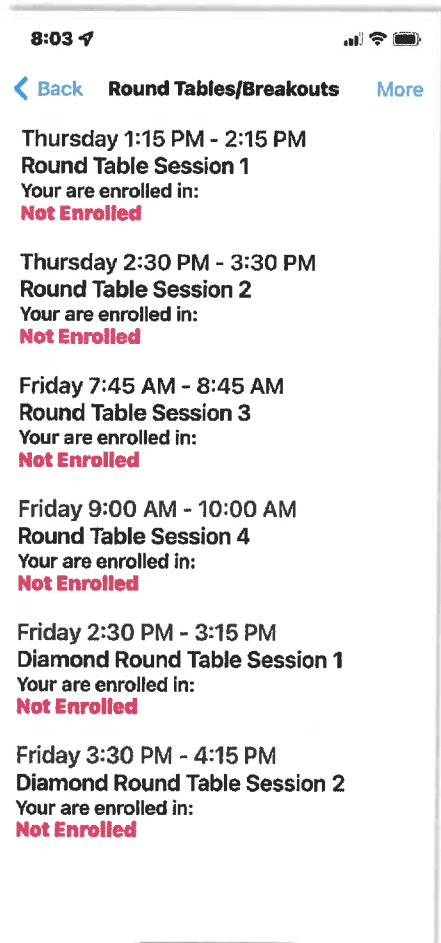 8:03
Back Round Tables/Breakouts More
Thursday 1:15 PM - 2:15 PM
Round Table Session 1
Your are enrolled in:
Not Enrolled
Thursday 2:30 PM - 3:30 PM
Round Table Session 2
Your are enrolled in:
Not Enrolled
Friday 7:45 AM - 8:45 AM
Round Table Session 3
Your are enrolled in:
Not Enrolled
Friday 9:00 AM - 10:00 AM
Round Table Session 4
Your are enrolled in:
Not Enrolled
Friday 2:30 PM - 3:15 PM
Diamond Round Table Session 1
Your are enrolled in:
Not Enrolled
Friday 3:30 PM - 4:15 PM
Diamond Round Table Session 2
Your are enrolled in:
Not Enrolled